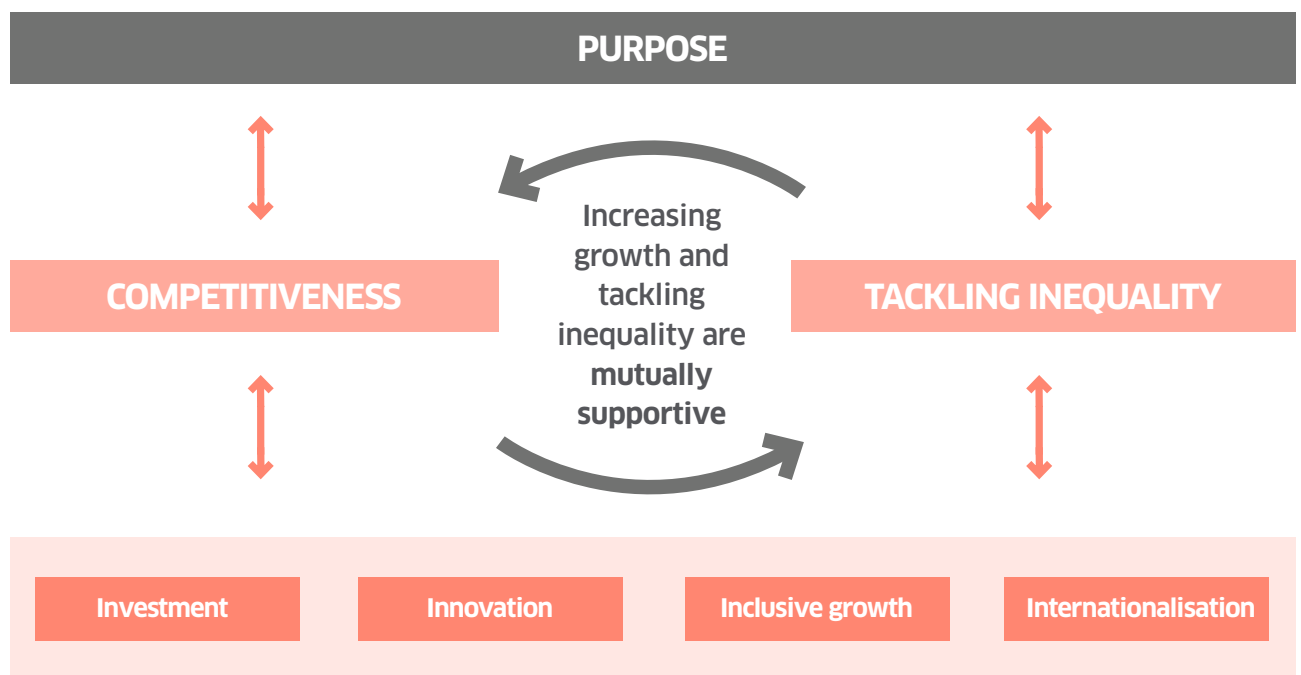 PURPOSE
COMPETITIVENESS
Increasing
growth and
tackling
inequality are
mutually
supportive
TACKLING INEQUALITY
Investment
Innovation
Inclusive growth
Internationalisation